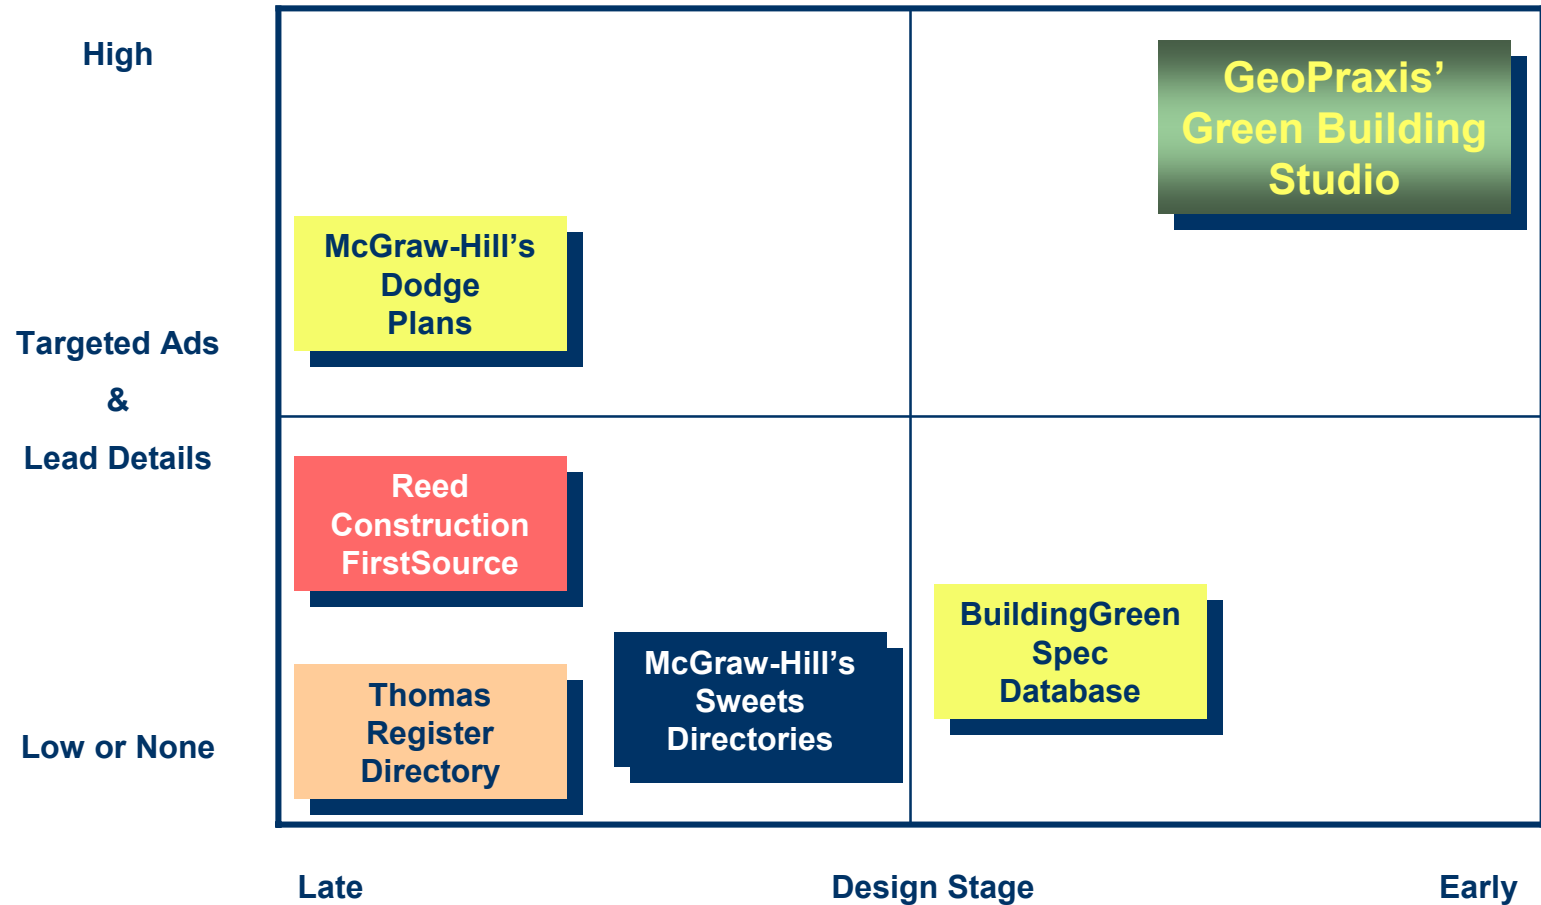 High
GeoPraxis’
Green Building
Studio
McGraw-Hill’s
Dodge
Plans
Targeted Ads
&
Lead Details
Reed
Construction
FirstSource
BuildingGreen
Spec
Database
McGraw-Hill’s
Sweets
Directories
Thomas
Register
Directory
Low or None
Late
Design Stage
Early